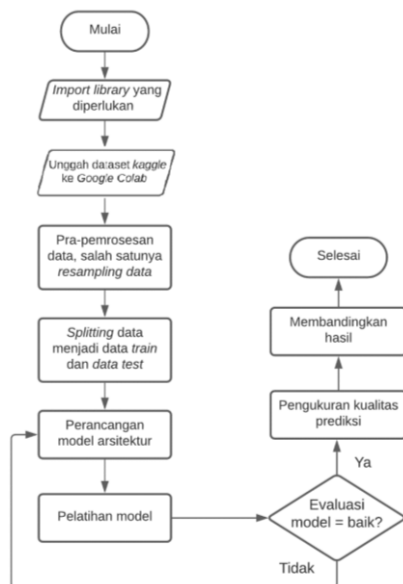 Mulai
Import library yang
diperlukan
Unggah dataset kaggle
ke Google Colab
Pra-pemrosesan
data, salah satunya
resampling data
Splitting data
menjadi data train
dan data test
Perancangan
model arsitektur
Pelatihan model
Evaluasi
model = baik?
Tidak
Ya
Pengukuran kualitas
prediksi
Membandingkan
hasil
Selesai